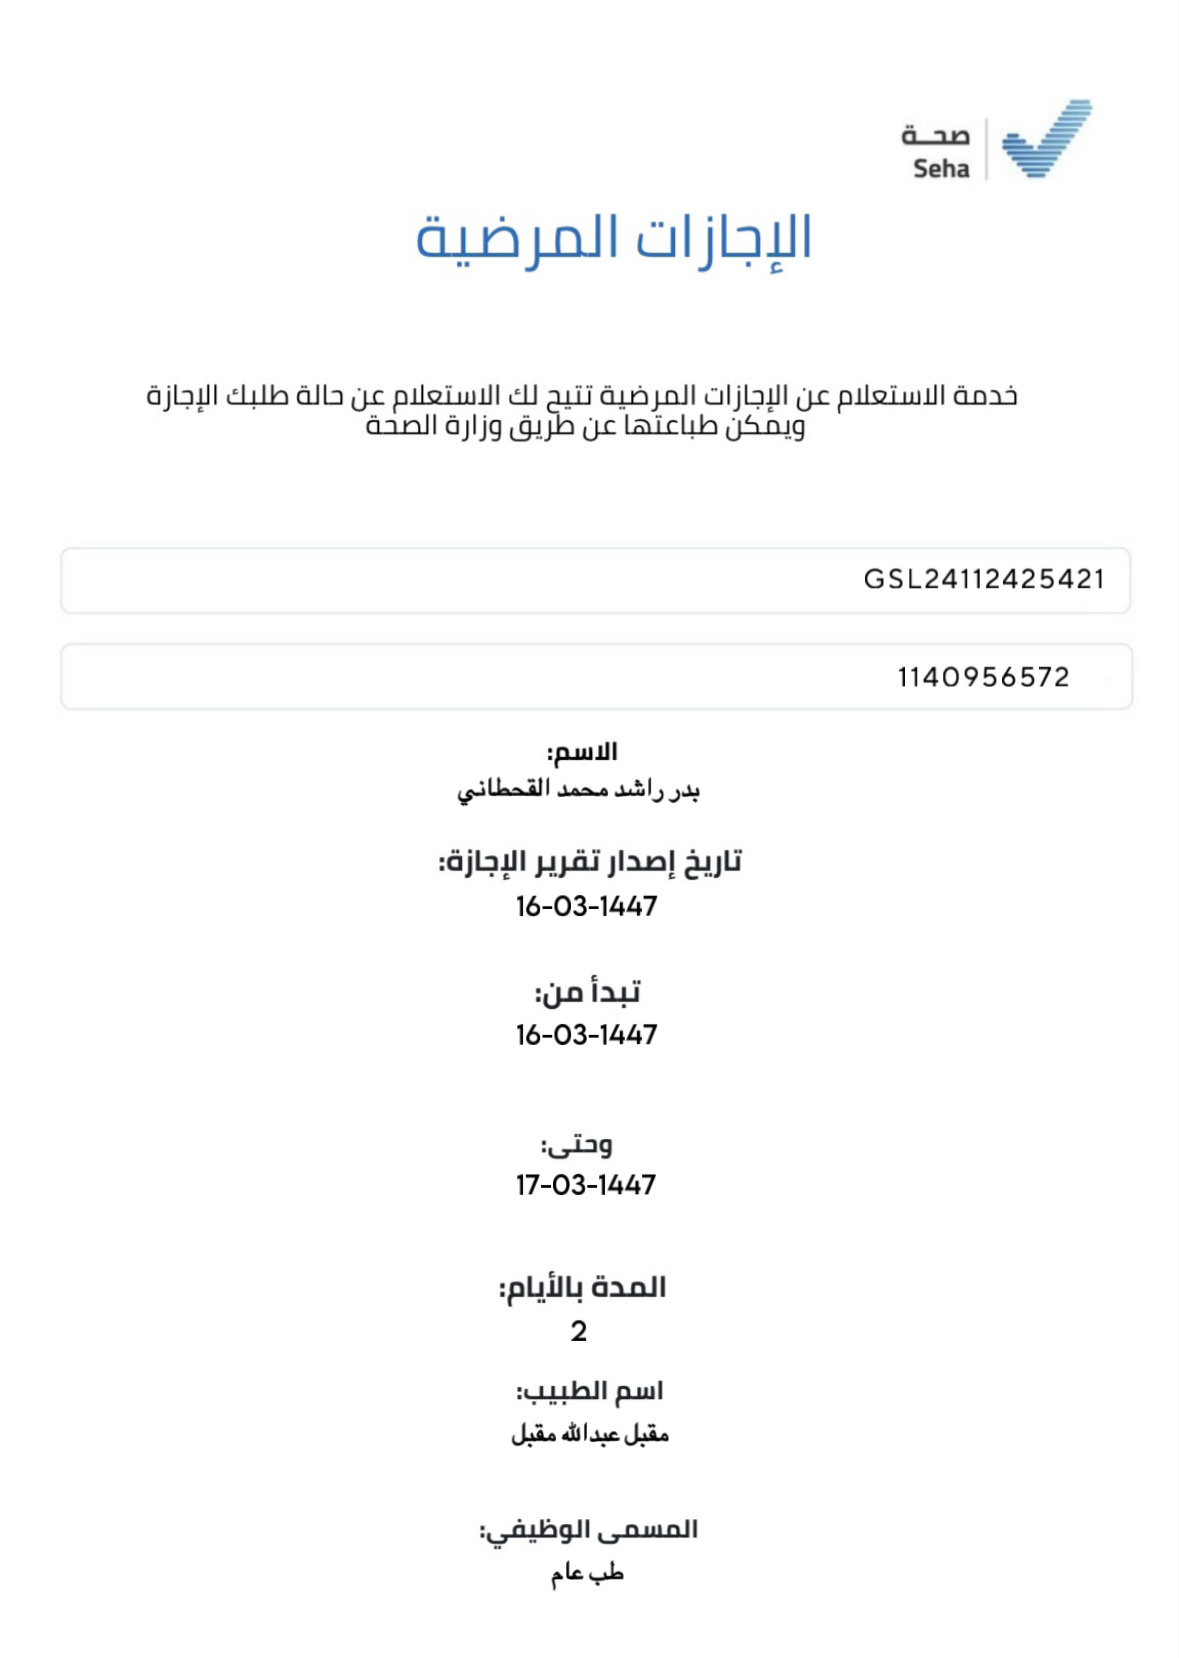 صحة
Seha
الإجازات المرضية
خدمة الاستعلام عن الإجازات المرضية تتيح لك الاستعلام عن حالة طلبك الإجازة
ويمكن طباعتها عن طريق وزارة الصحة
GSL24112425421
1140956572
الاسم:
بدر راشد محمد القحطاني
تاريخ إصدار تقرير الإجازة:
16-03-1447
تبدأ من:
16-03-1447
وحتى:
17-03-1447
المدة بالأيام:
2
اسم الطبيب:
مقبل عبدالله مقبل
المسمى الوظيفي:
طب عام